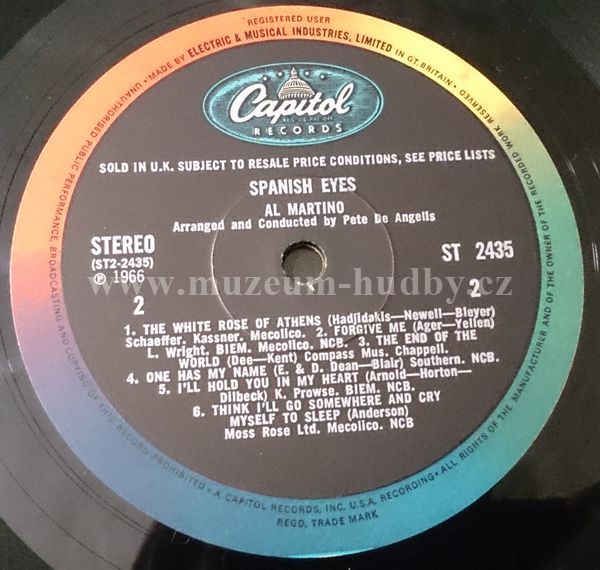 REGISTERED USER
UNAUTHORISED PUBLIC PERFORMANCE, BROADCASTING AND COPYING OF THIS RECORD PROHIBITED • MADE BY ELECTRIC & MUSICAL INDUSTRIES, LIMITED IN GT. BRITAIN • ALL RIGHTS OF THE MANUFACTURER AND OF THE OWNER OF THE RECORDED WORK RESERVED
Capitol
REG. US. PAT. OFF.
RECORDS
SOLD IN U.K. SUBJECT TO RESALE PRICE CONDITIONS, SEE PRICE LISTS
SPANISH EYES
AL MARTINO
Arranged and Conducted by Pete De Angelis
STEREO
(ST2-2435)
Ⓟ 1966
2
ST 2435
2
www.muzeum-hudby.cz
1. THE WHITE ROSE OF ATHENS (Hadjidakis—Newell—Bleyer)
Schaeffer. Kassner. Mecolico. 2. FORGIVE ME (Ager—Yellen)
L. Wright. BIEM. Mecolico. NCB. 3. THE END OF THE
WORLD (Dee—Kent) Compass Mus. Chappell.
4. ONE HAS MY NAME (E. & D. Dean—Blair) Southern. NCB.
5. I'LL HOLD YOU IN MY HEART (Arnold—Horton—
Dilbeck) K. Prowse. BIEM. NCB.
6. THINK I'LL GO SOMEWHERE AND CRY
MYSELF TO SLEEP (Anderson)
Moss Rose Ltd. Mecolico. NCB
• A CAPITOL RECORDS, INC. U.S.A. RECORDING •
REGD. TRADE MARK